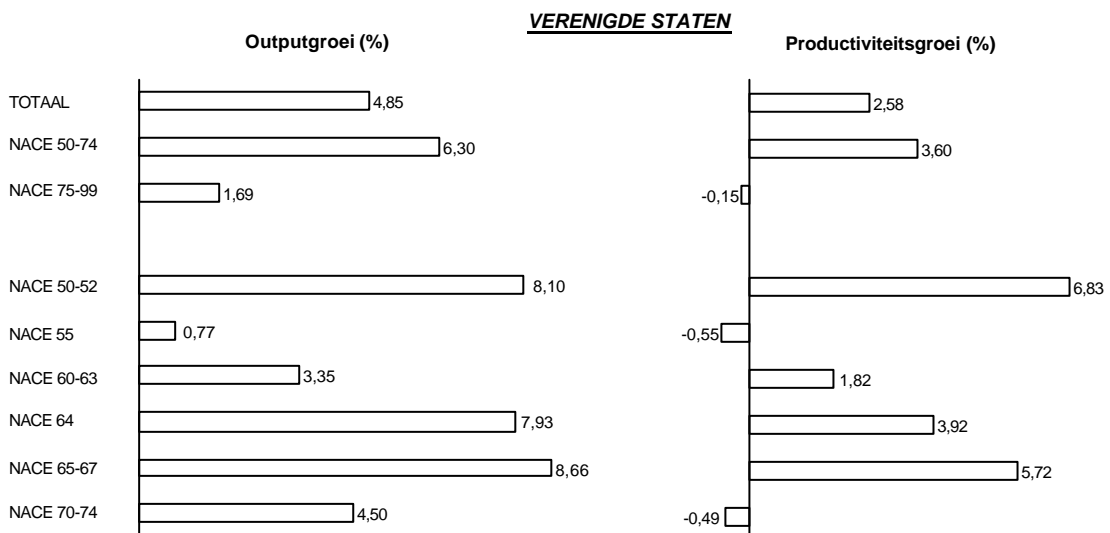 VERENIGDE STATEN
Outputgroei (%) Productiviteitsgroei (%)
TOTAAL 4,85 2,58
NACE 50-74 6,30 3,60
NACE 75-99 1,69 -0,15
NACE 50-52 8,10 6,83
NACE 55 0,77 -0,55
NACE 60-63 3,35 1,82
NACE 64 7,93 3,92
NACE 65-67 8,66 5,72
NACE 70-74 4,50 -0,49